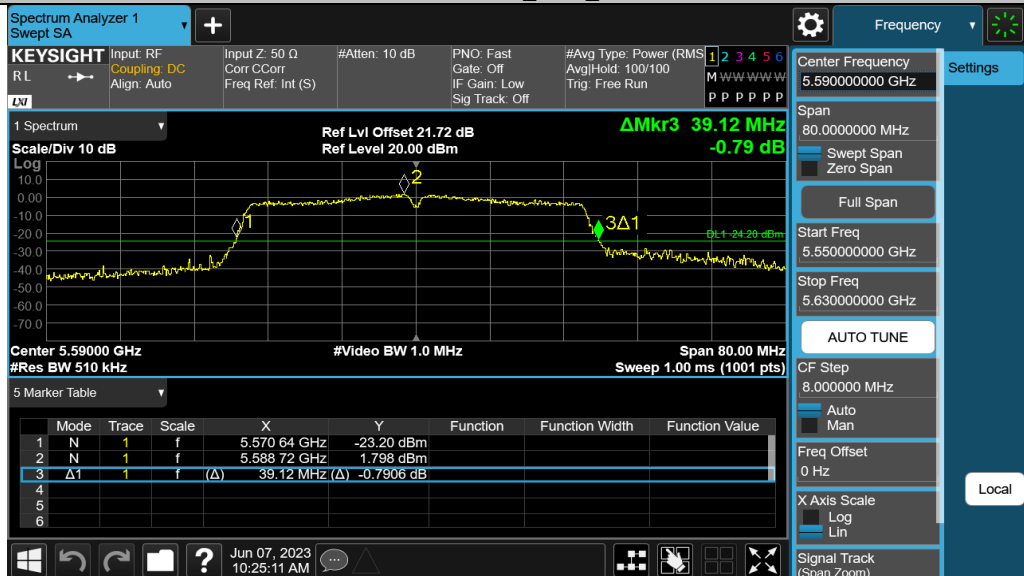 Spectrum Analyzer 1
Swept SA
Frequency
KEYSIGHT
R L
LXI
Input: RF
Coupling: DC
Align: Auto
Input Z: 50 Ω
Corr CCorr
Freq Ref: Int (S)
#Atten: 10 dB
PNO: Fast
Gate: Off
IF Gain: Low
Sig Track: Off
#Avg Type: Power (RMS
Avg|Hold: 100/100
Trig: Free Run
1 2 3 4 5 6
M W W W W W
P P P P P P
Center Frequency
5.590000000 GHz
Settings
Span
80.0000000 MHz
Swept Span
Zero Span
Full Span
Start Freq
5.550000000 GHz
Stop Freq
5.630000000 GHz
AUTO TUNE
CF Step
8.000000 MHz
Auto
Man
Freq Offset
0 Hz
X Axis Scale
Log
Lin
Signal Track
(Span Zoom)
Local
1 Spectrum
Scale/Div 10 dB
Ref Lvl Offset 21.72 dB
Ref Level 20.00 dBm
ΔMkr3 39.12 MHz
-0.79 dB
Log
10.0
0.00
-10.0
-20.0
-30.0
-40.0
-50.0
-60.0
-70.0
1
2
3Δ1
DL1 -24.20 dBm
Center 5.59000 GHz
#Video BW 1.0 MHz
Span 80.00 MHz
#Res BW 510 kHz
Sweep 1.00 ms (1001 pts)
5 Marker Table
Mode Trace Scale X Y Function Function Width Function Value
1 N 1 f 5.570 64 GHz -23.20 dBm
2 N 1 f 5.588 72 GHz 1.798 dBm
3 Δ1 1 f (Δ) 39.12 MHz (Δ) -0.7906 dB
4
5
6
?
Jun 07, 2023
10:25:11 AM